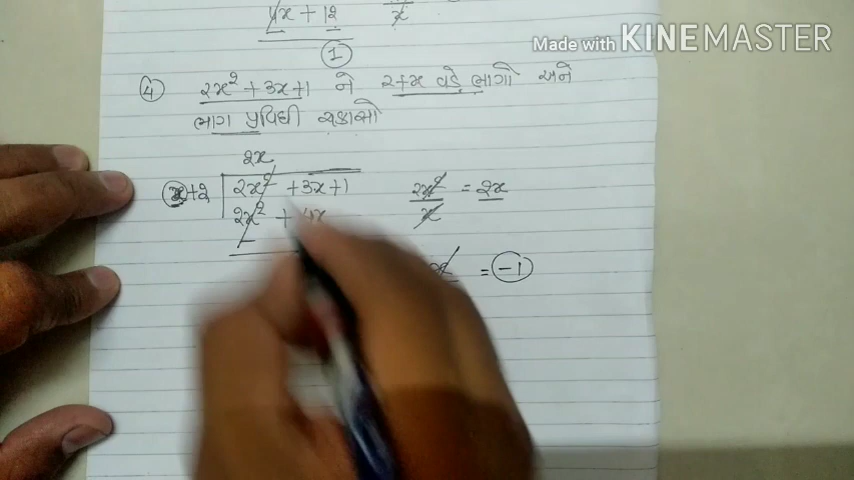 4x + 12
x
Made with KINEMASTER
1
4 2x² + 3x + 1 ને 2+x વડે ભાગો અને
ભાગ પ્રવિધી ચકાસો
2x
x+2 2x² + 3x + 1 2x² / x = 2x
2x² + 4x
= -1